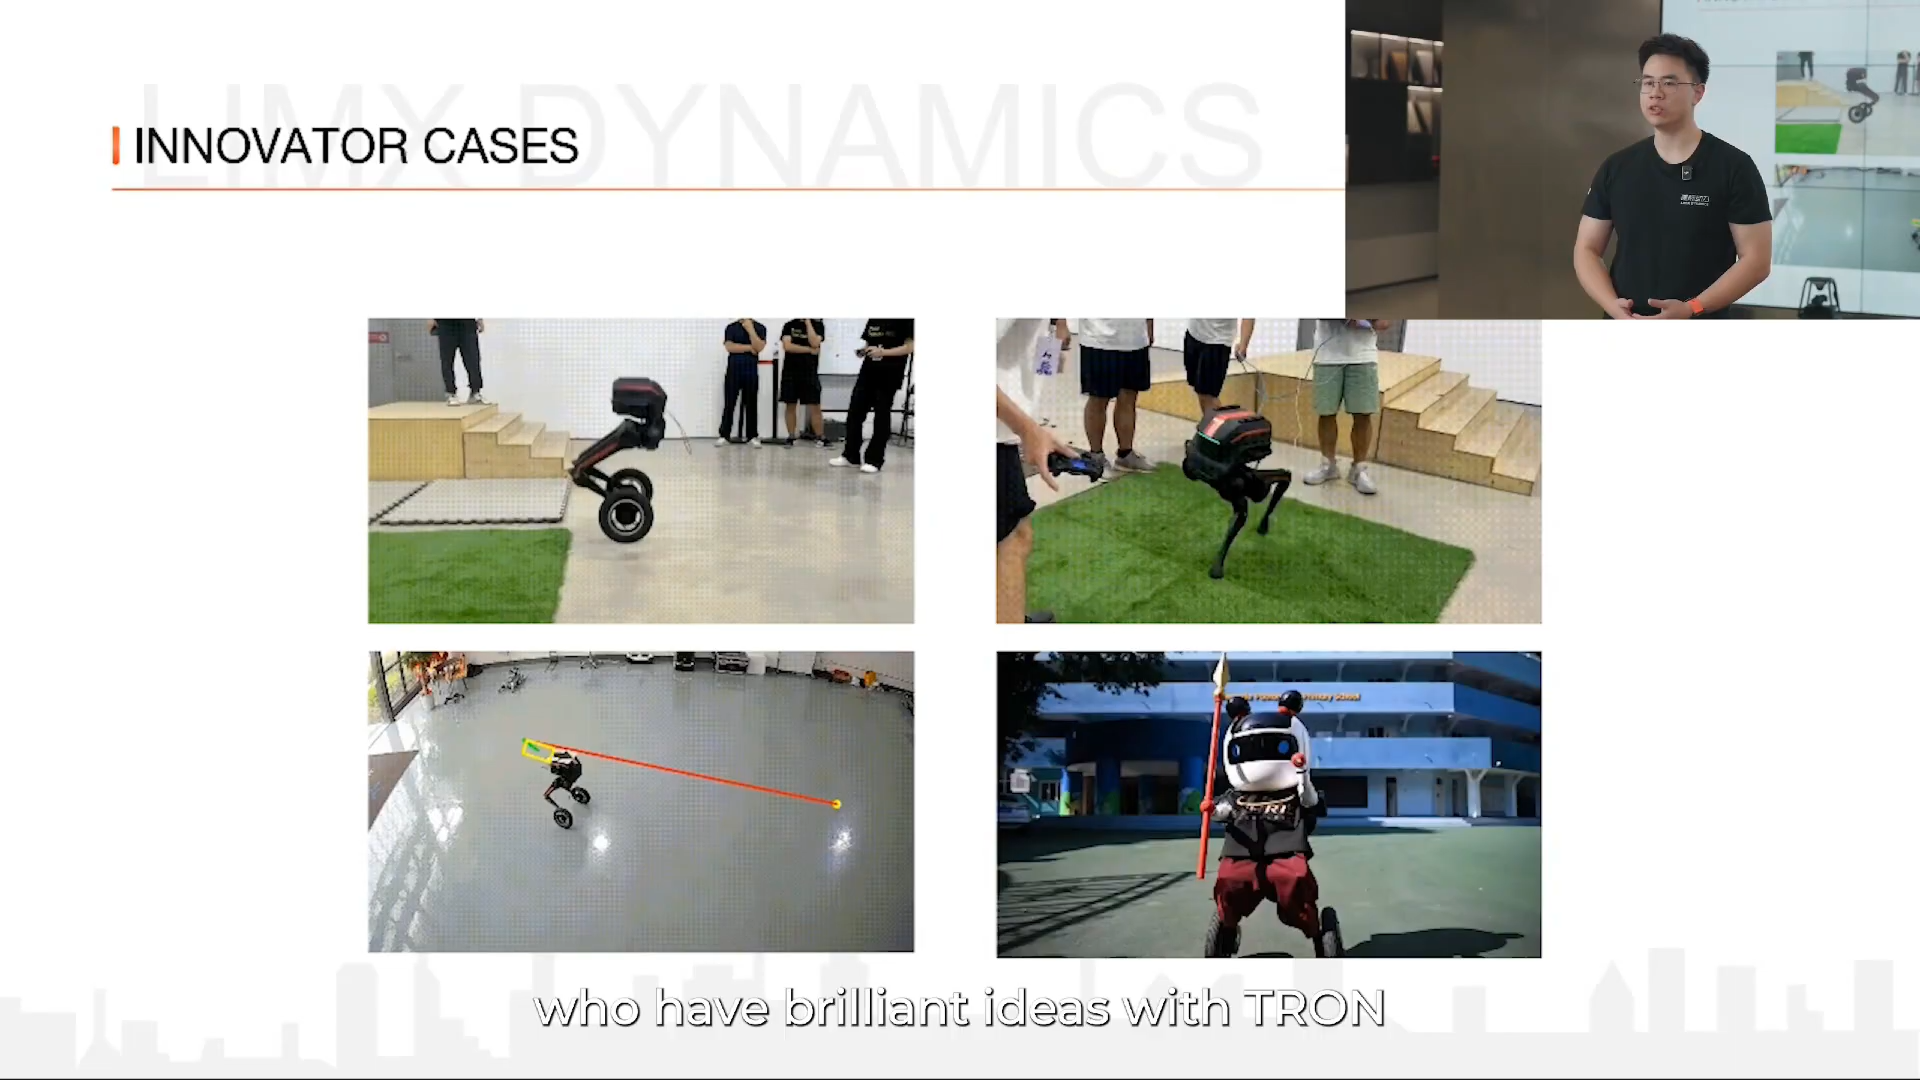 LIMX DYNAMICS
INNOVATOR CASES
who have brilliant ideas with TRON